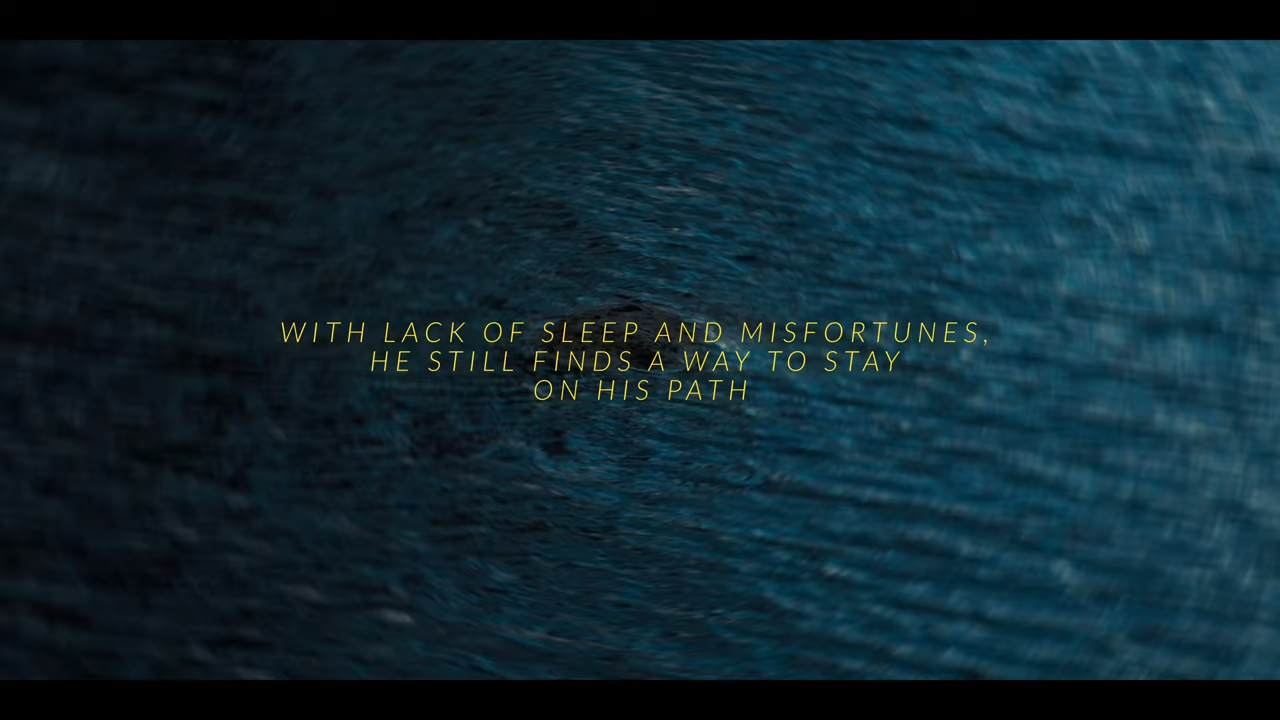 WITH LACK OF SLEEP AND MISFORTUNES,
HE STILL FINDS A WAY TO STAY
ON HIS PATH